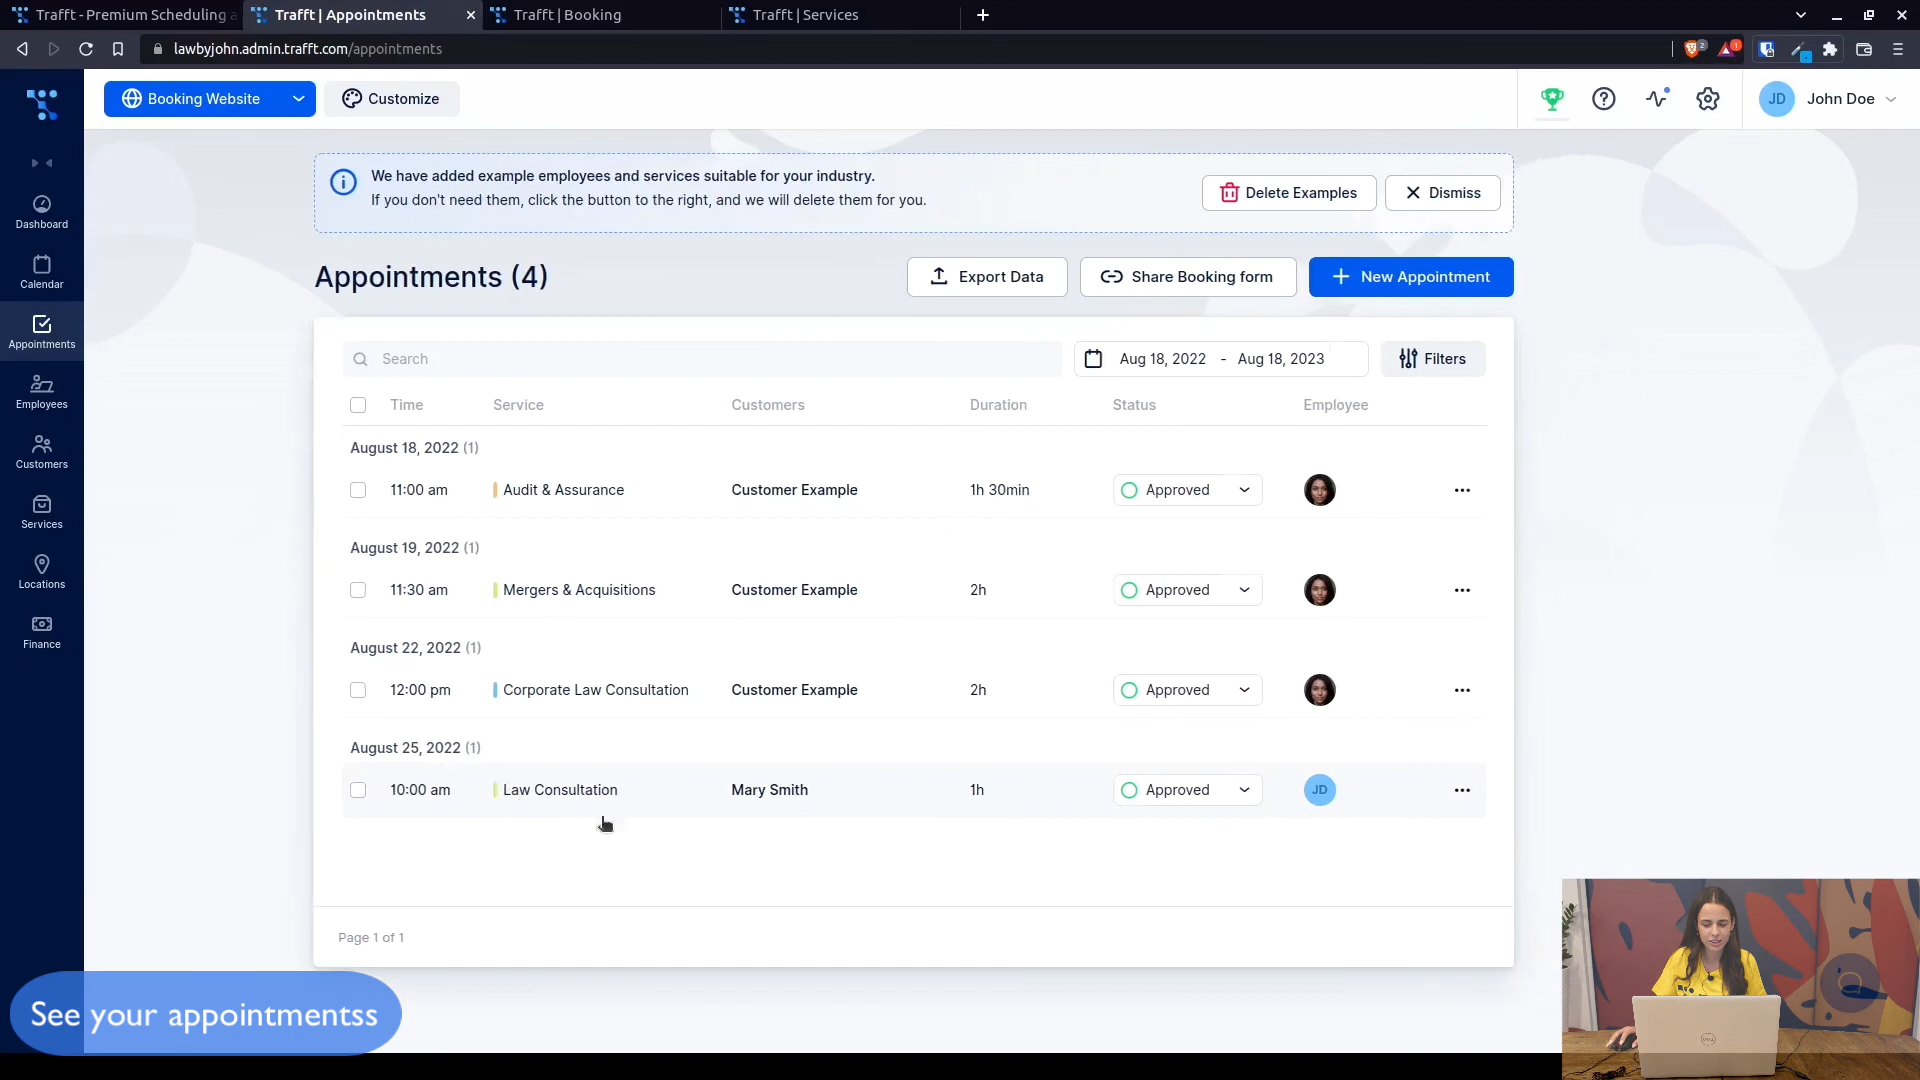 Trafft - Premium Scheduling a
Trafft | Appointments
Trafft | Booking
Trafft | Services
lawbyjohn.admin.trafft.com/appointments
2
1
Booking Website
Customize
JD
John Doe
We have added example employees and services suitable for your industry.
If you don't need them, click the button to the right, and we will delete them for you.
Delete Examples
Dismiss
Dashboard
Calendar
Appointments
Employees
Customers
Services
Locations
Finance
Appointments (4)
Export Data
Share Booking form
New Appointment
Search
Aug 18, 2022 - Aug 18, 2023
Filters
Time Service Customers Duration Status Employee
August 18, 2022 (1)
11:00 am Audit & Assurance Customer Example 1h 30min Approved
August 19, 2022 (1)
11:30 am Mergers & Acquisitions Customer Example 2h Approved
August 22, 2022 (1)
12:00 pm Corporate Law Consultation Customer Example 2h Approved
August 25, 2022 (1)
10:00 am Law Consultation Mary Smith 1h Approved JD
Page 1 of 1
See your appointmentss
DELL